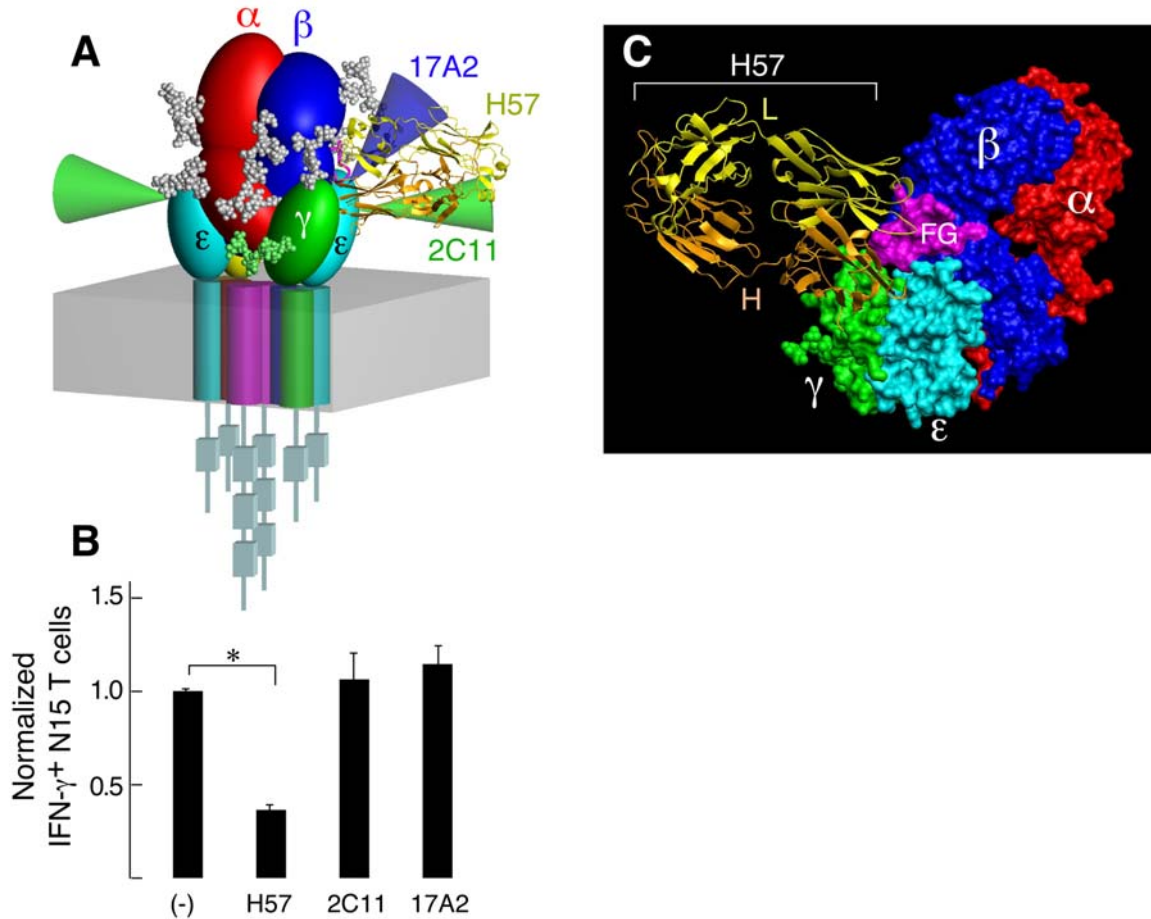 A
α
β
17A2
H57
ε
γ
ε
2C11
B
Normalized
IFN-γ+ N15 T cells
1.5
1.0
0.5
*
(-)
H57
2C11
17A2
C
H57
L
β
α
FG
H
γ
ε